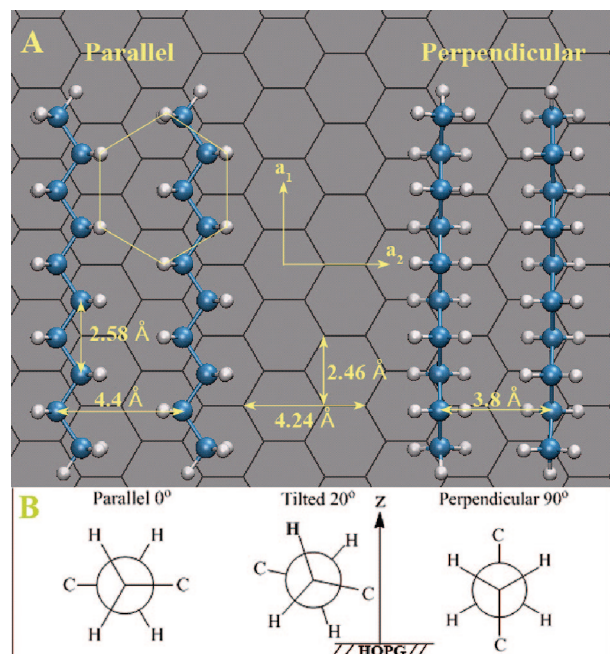 A
Parallel
Perpendicular
a1
a2
2.58 Å
2.46 Å
4.4 Å
4.24 Å
3.8 Å
B
Parallel 0°
Tilted 20°
Perpendicular 90°
H H
C C
H H
H H
C C
H H
Z
HOPG
C
H H
H H
C